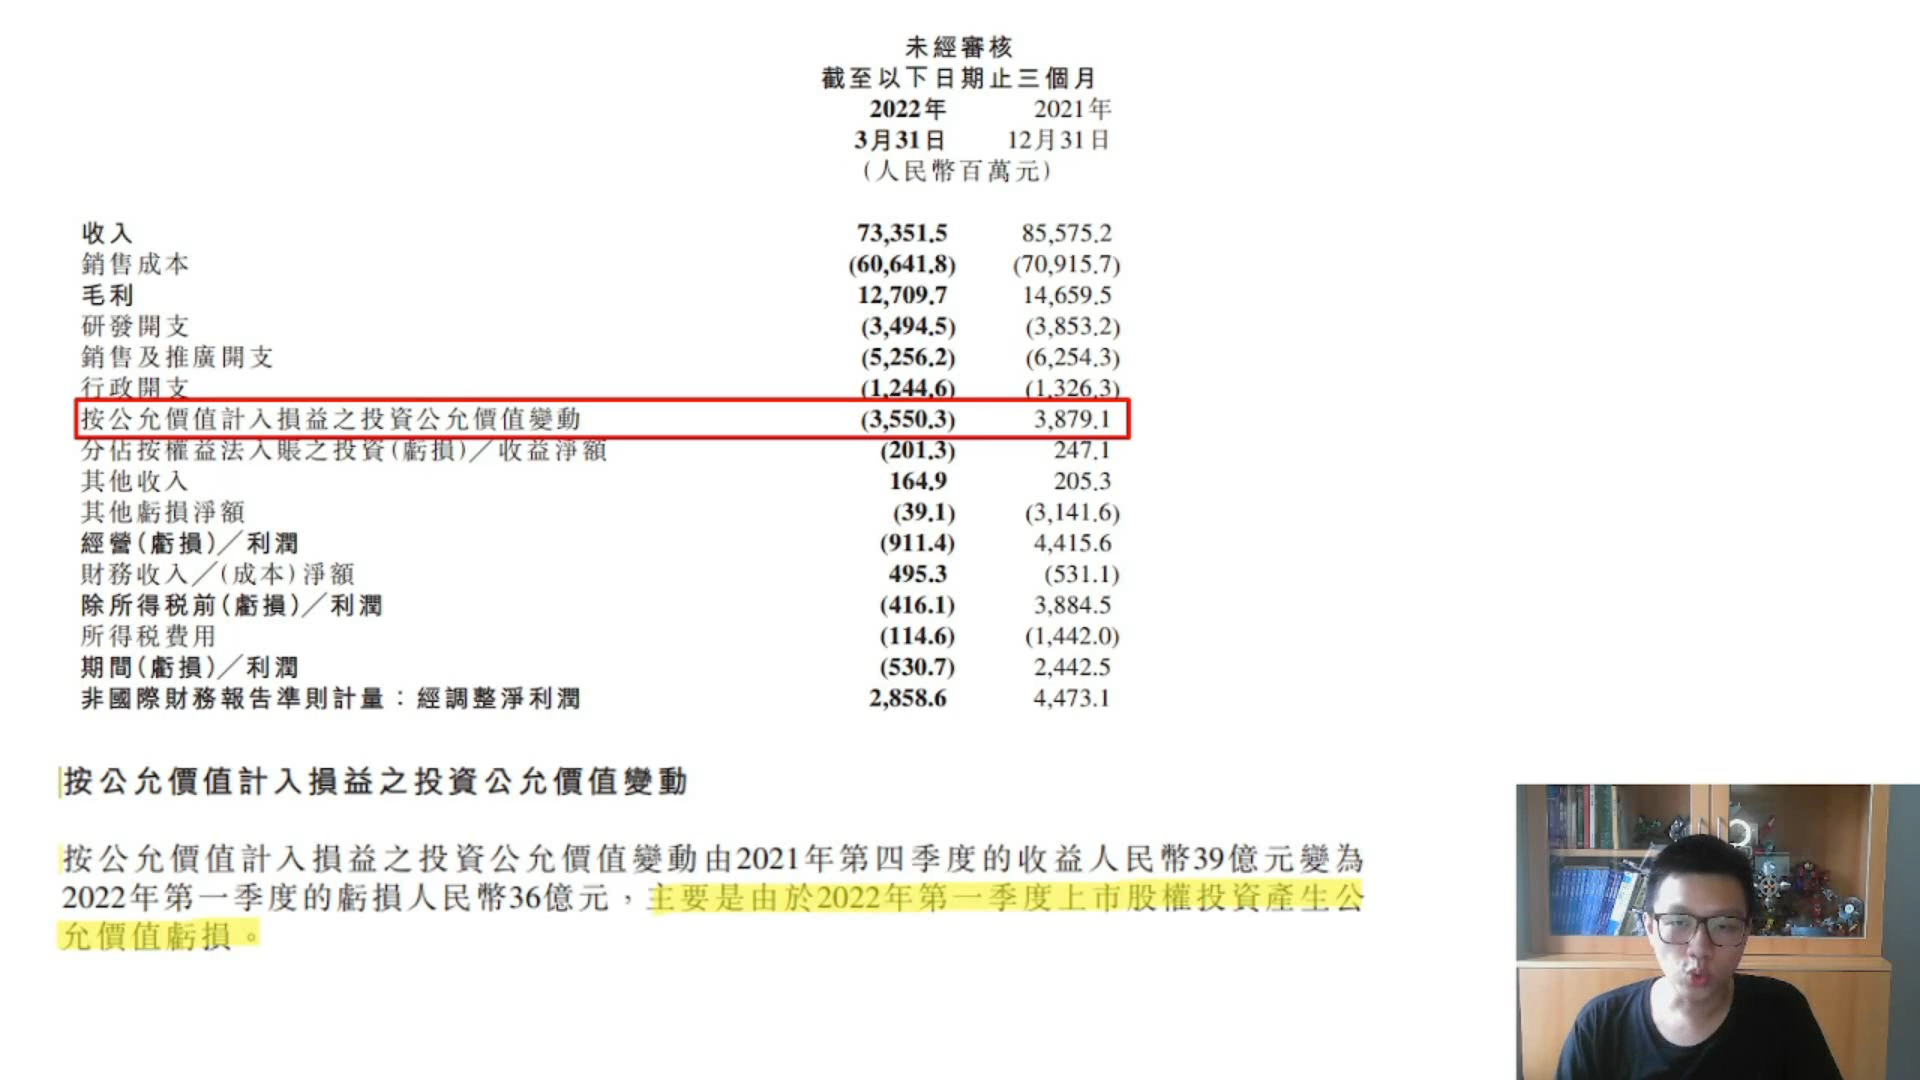 未經審核
截至以下日期止三個月
2022年 2021年
3月31日 12月31日
(人民幣百萬元)
收入 73,351.5 85,575.2
銷售成本 (60,641.8) (70,915.7)
毛利 12,709.7 14,659.5
研發開支 (3,494.5) (3,853.2)
銷售及推廣開支 (5,256.2) (6,254.3)
行政開支 (1,244.6) (1,326.3)
按公允價值計入損益之投資公允價值變動 (3,550.3) 3,879.1
分佔按權益法入賬之投資(虧損)/收益淨額 (201.3) 247.1
其他收入 164.9 205.3
其他虧損淨額 (39.1) (3,141.6)
經營(虧損)/利潤 (911.4) 4,415.6
財務收入/(成本)淨額 495.3 (531.1)
除所得稅前(虧損)/利潤 (416.1) 3,884.5
所得稅費用 (114.6) (1,442.0)
期間(虧損)/利潤 (530.7) 2,442.5
非國際財務報告準則計量:經調整淨利潤 2,858.6 4,473.1
按公允價值計入損益之投資公允價值變動
按公允價值計入損益之投資公允價值變動由2021年第四季度的收益人民幣39億元變為
2022年第一季度的虧損人民幣36億元,主要是由於2022年第一季度上市股權投資產生公
允價值虧損。